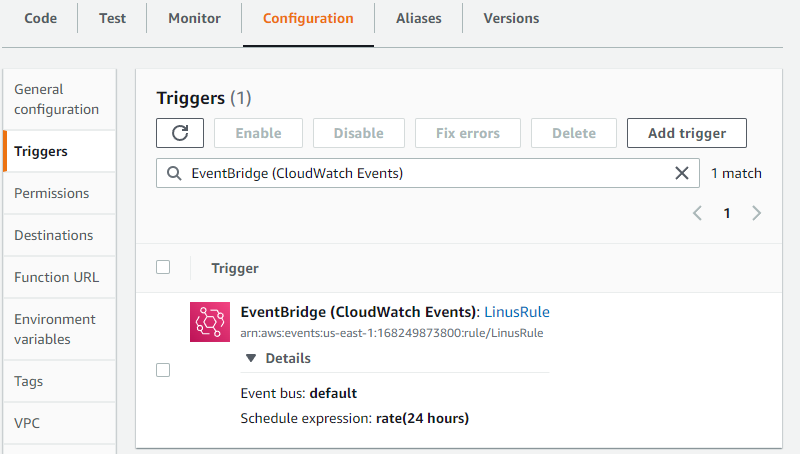 Code Test Monitor Configuration Aliases Versions
General
configuration
Triggers
Permissions
Destinations
Function URL
Environment
variables
Tags
VPC
Triggers (1)
Enable Disable Fix errors Delete Add trigger
EventBridge (CloudWatch Events) 1 match
1
Trigger
EventBridge (CloudWatch Events): LinusRule
arn:aws:events:us-east-1:168249873800:rule/LinusRule
Details
Event bus: default
Schedule expression: rate(24 hours)